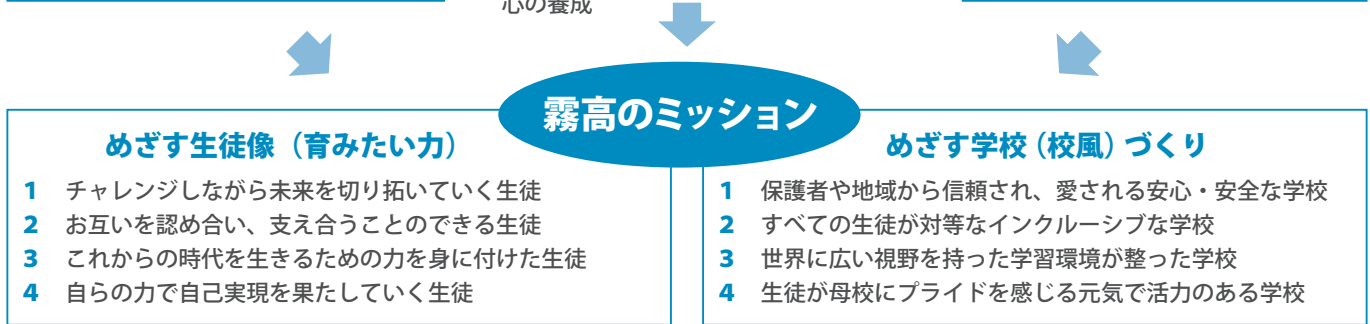 心の養成
霧高のミッション
めざす生徒像（育みたい力）
1 チャレンジしながら未来を切り拓いていく生徒
2 お互いを認め合い、支え合うことのできる生徒
3 これからの時代を生きるための力を身に付けた生徒
4 自らの力で自己実現を果たしていく生徒
めざす学校（校風）づくり
1 保護者や地域から信頼され、愛される安心・安全な学校
2 すべての生徒が対等なインクルーシブな学校
3 世界に広い視野を持った学習環境が整った学校
4 生徒が母校にプライドを感じる元気で活力のある学校